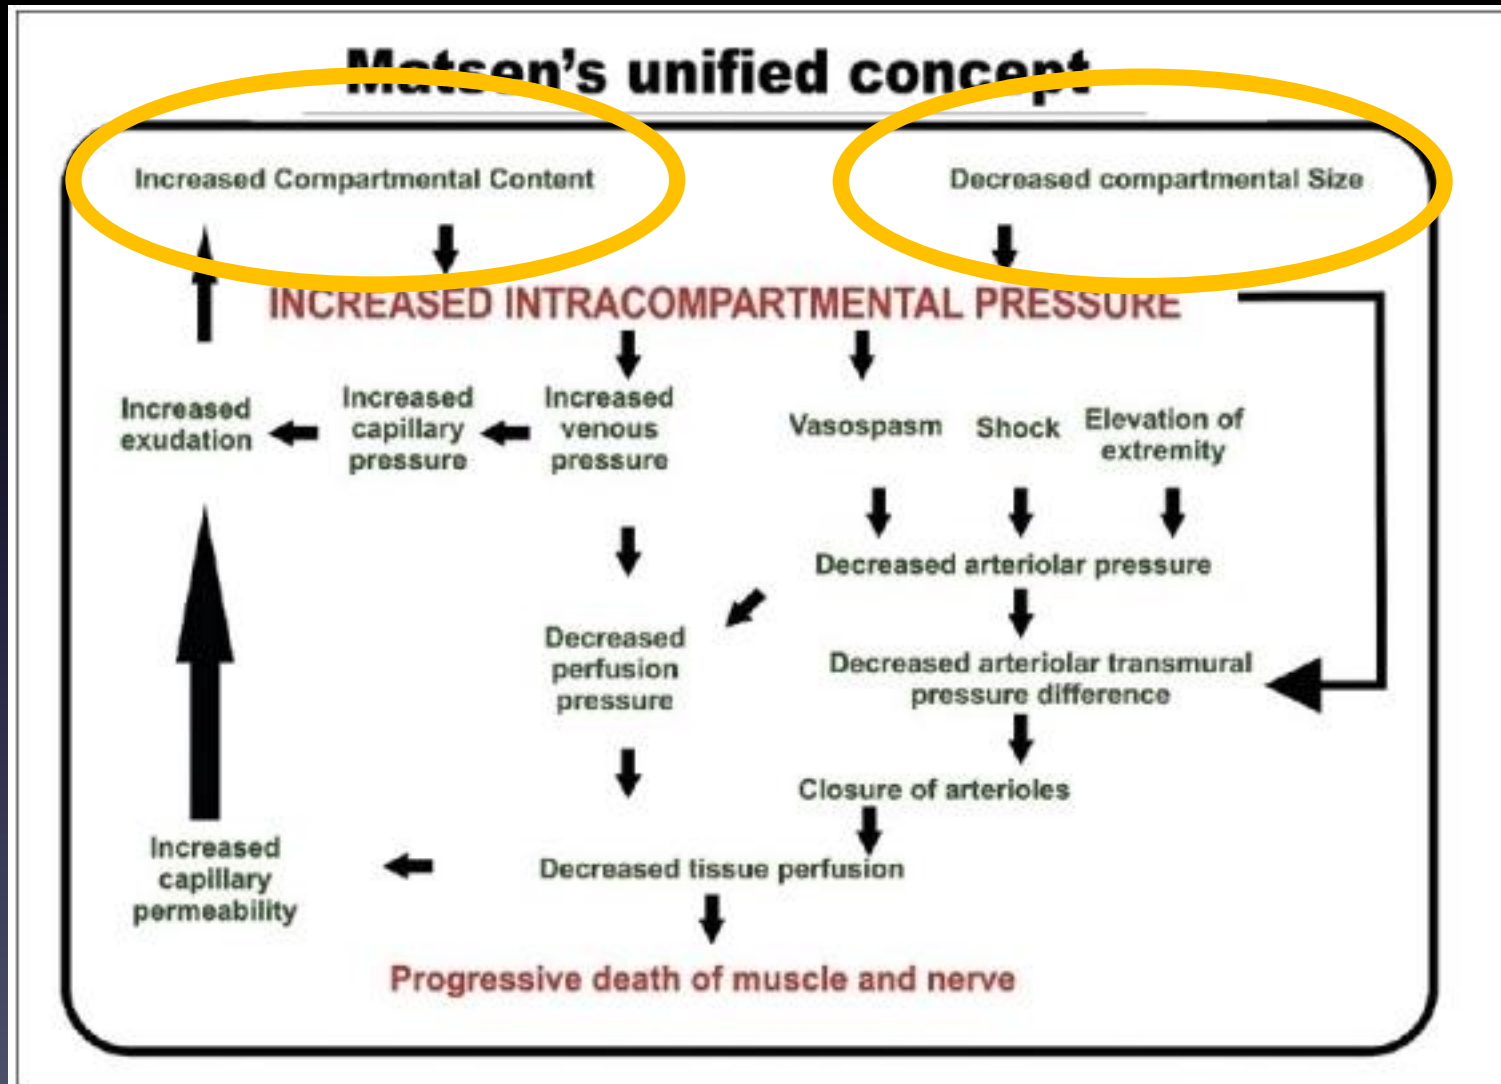 Matsen's unified concept
Increased Compartmental Content
Decreased compartmental Size
INCREASED INTRACOMPARTMENTAL PRESSURE
Increased
exudation
Increased
capillary
pressure
Increased
venous
pressure
Vasospasm
Shock
Elevation of
extremity
Decreased arteriolar pressure
Decreased
perfusion
pressure
Decreased arteriolar transmural
pressure difference
Closure of arterioles
Increased
capillary
permeability
Decreased tissue perfusion
Progressive death of muscle and nerve